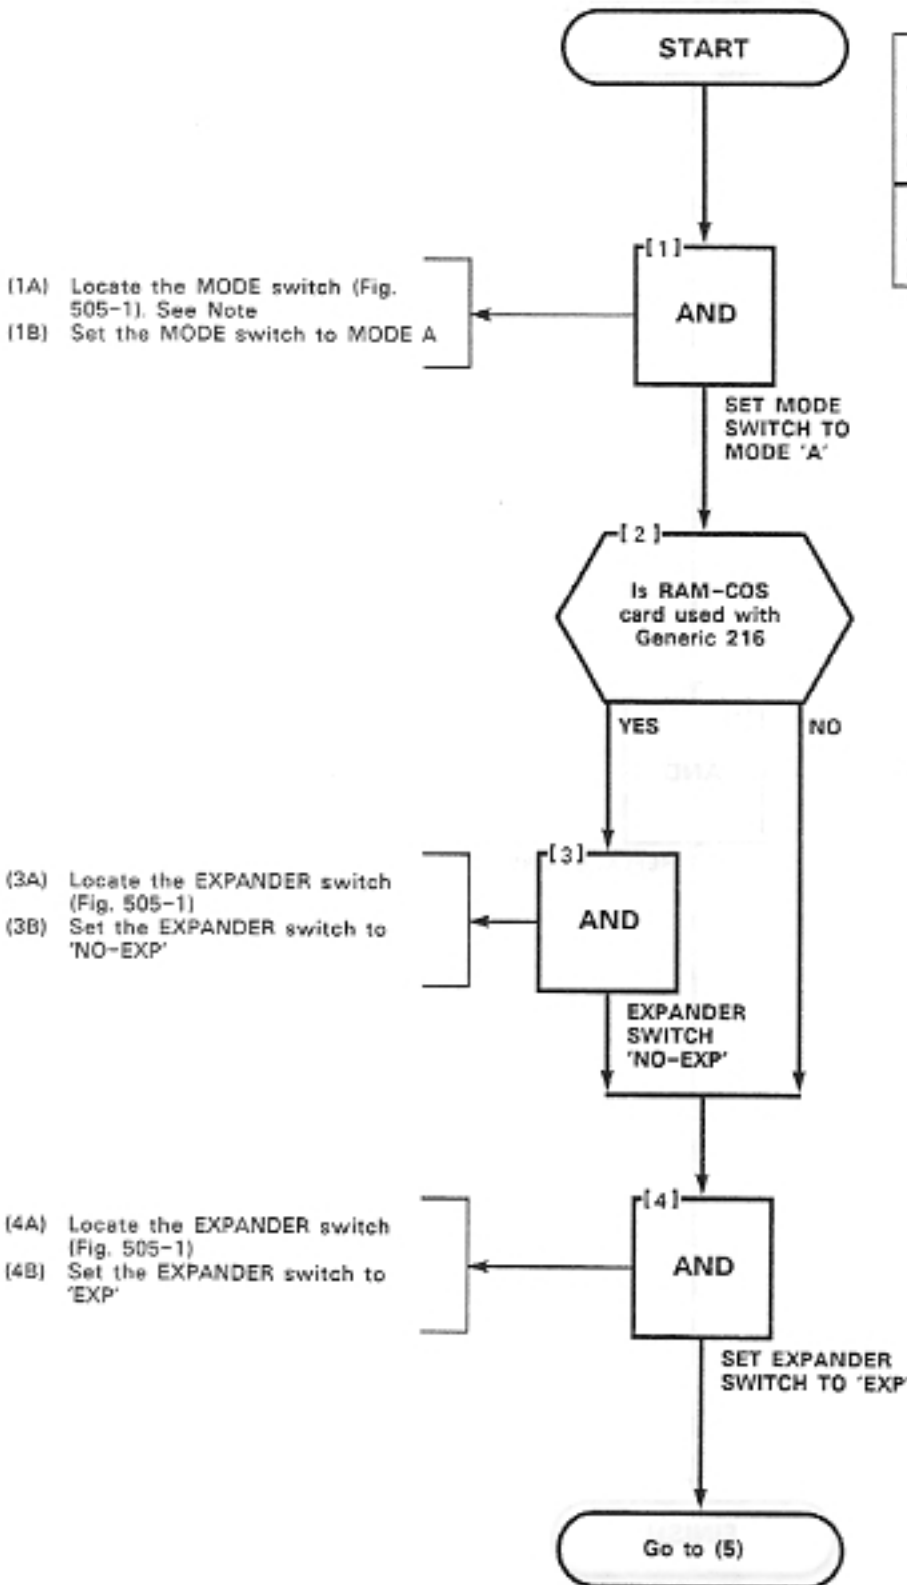 START
[1]
AND
(1A) Locate the MODE switch (Fig.
505-1). See Note
(1B) Set the MODE switch to MODE A
SET MODE
SWITCH TO
MODE 'A'
[2]
Is RAM-COS
card used with
Generic 216
YES
NO
[3]
AND
(3A) Locate the EXPANDER switch
(Fig. 505-1)
(3B) Set the EXPANDER switch to
'NO-EXP'
EXPANDER
SWITCH
'NO-EXP'
[4]
AND
(4A) Locate the EXPANDER switch
(Fig. 505-1)
(4B) Set the EXPANDER switch to
'EXP'
SET EXPANDER
SWITCH TO 'EXP'
Go to (5)